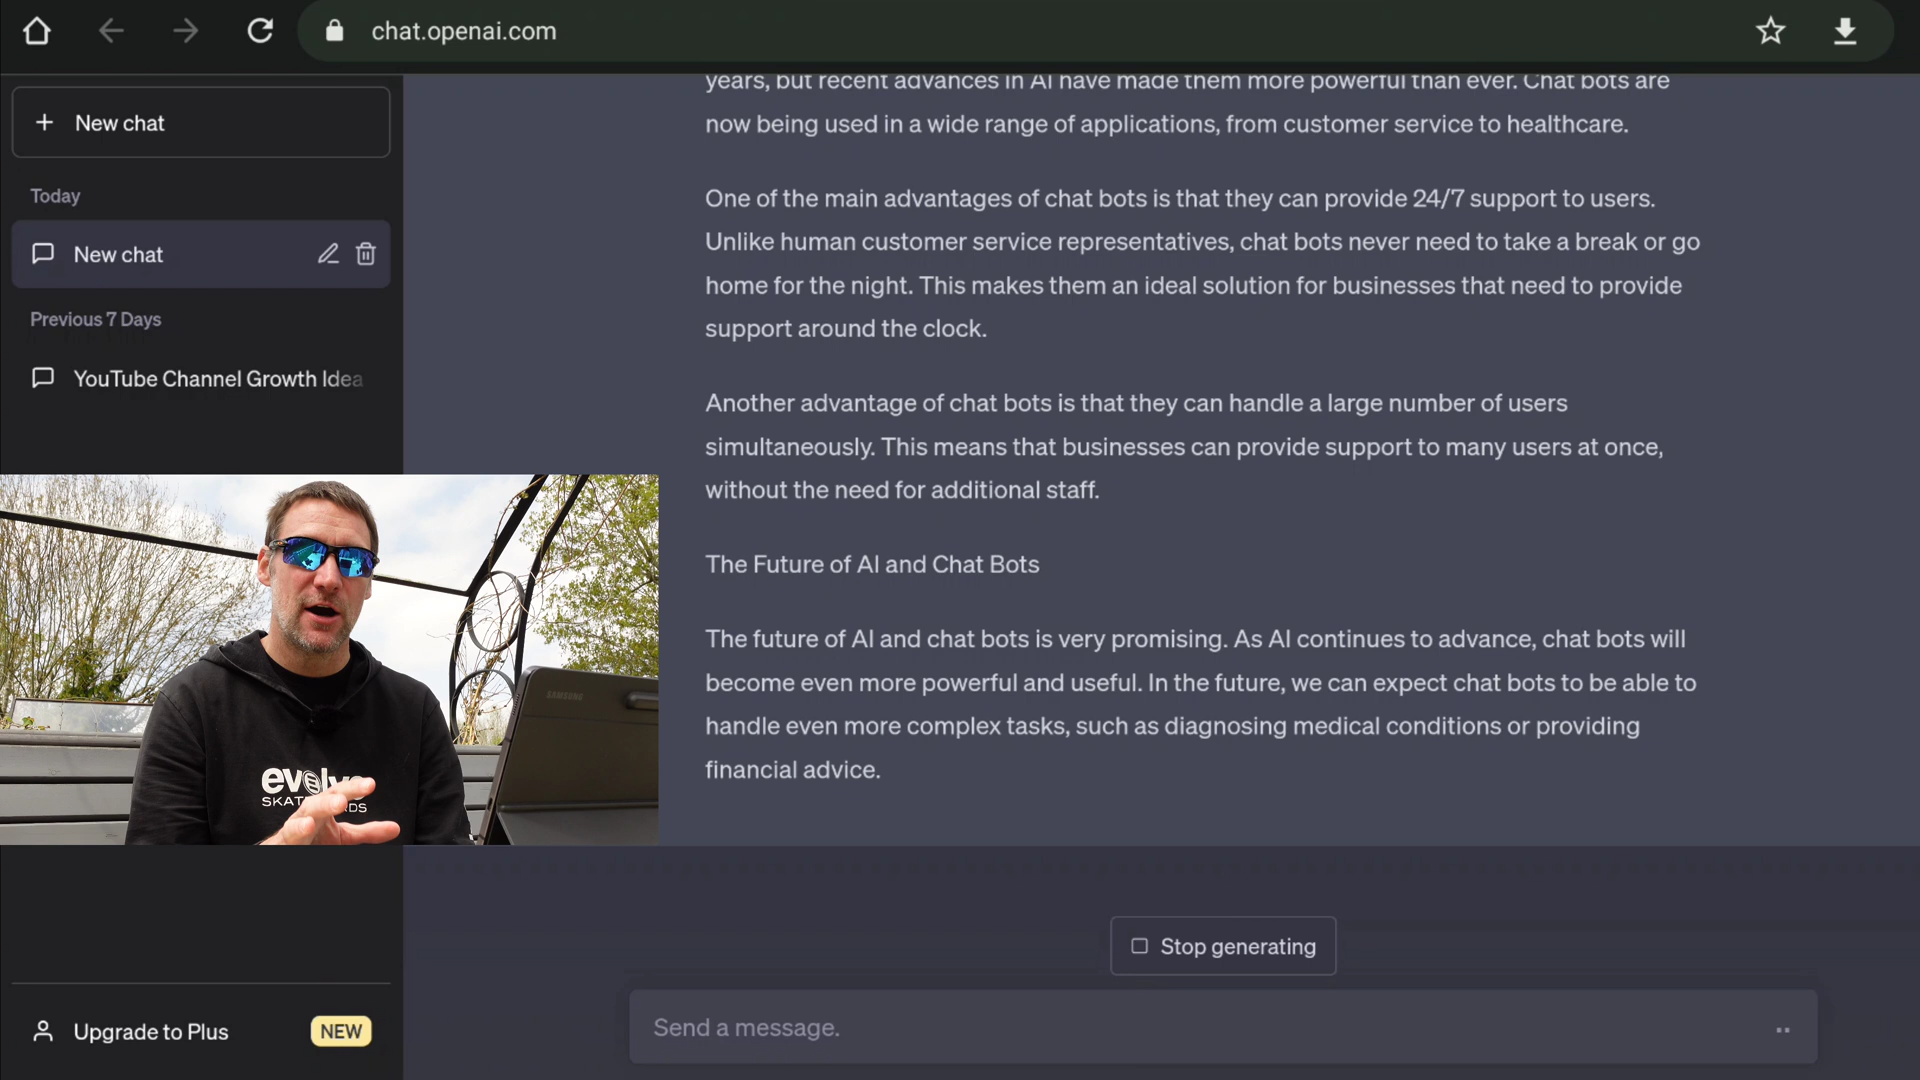 chat.openai.com
+ New chat
Today
New chat
Previous 7 Days
YouTube Channel Growth Idea
years, but recent advances in AI have made them more powerful than ever. Chat bots are
now being used in a wide range of applications, from customer service to healthcare.
One of the main advantages of chat bots is that they can provide 24/7 support to users.
Unlike human customer service representatives, chat bots never need to take a break or go
home for the night. This makes them an ideal solution for businesses that need to provide
support around the clock.
Another advantage of chat bots is that they can handle a large number of users
simultaneously. This means that businesses can provide support to many users at once,
without the need for additional staff.
The Future of AI and Chat Bots
The future of AI and chat bots is very promising. As AI continues to advance, chat bots will
become even more powerful and useful. In the future, we can expect chat bots to be able to
handle even more complex tasks, such as diagnosing medical conditions or providing
financial advice.
SAMSUNG
Stop generating
Send a message.
Upgrade to Plus NEW